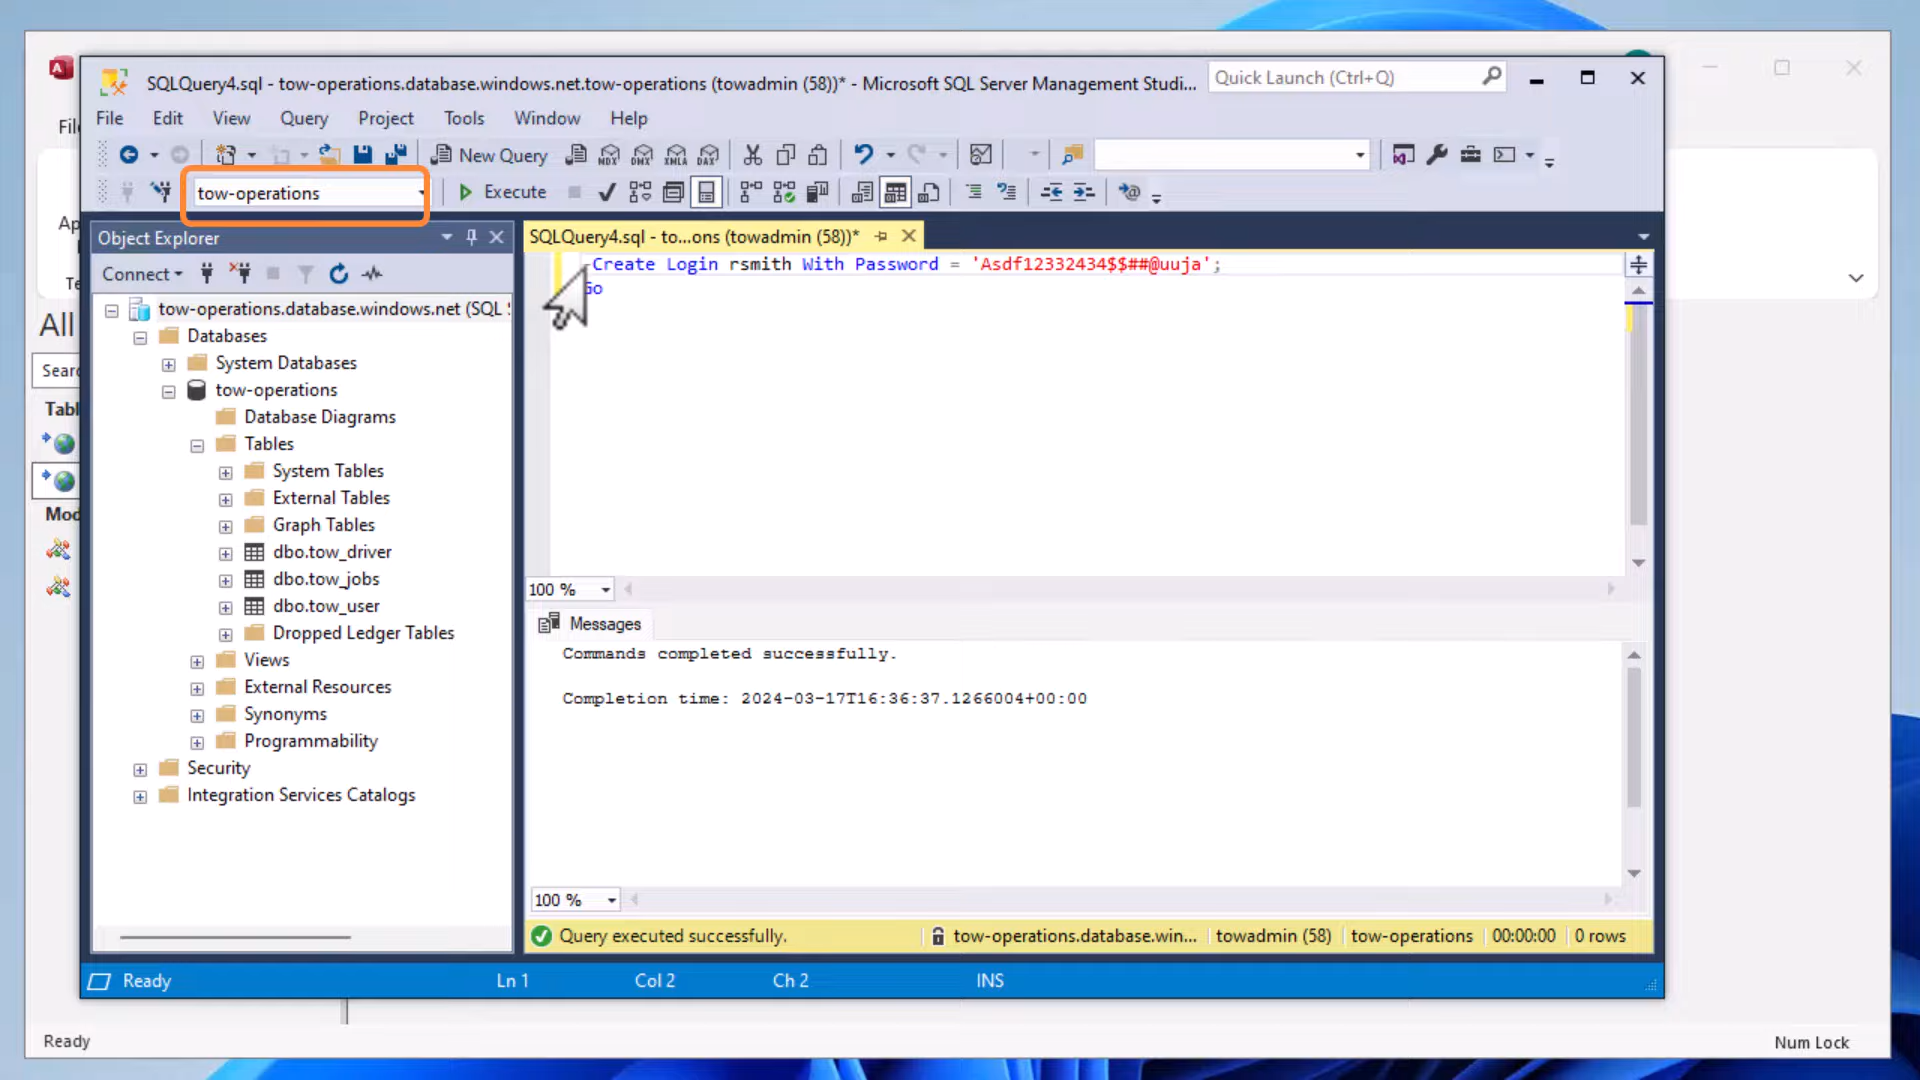 SQLQuery4.sql - tow-operations.database.windows.net.tow-operations (towadmin (58))* - Microsoft SQL Server Management Studi...
Quick Launch (Ctrl+Q)
File Edit View Query Project Tools Window Help
New Query
MDX DMX XMLA DAX
tow-operations
Execute
Object Explorer
SQLQuery4.sql - to...ons (towadmin (58))*
Connect
Create Login rsmith With Password = 'Asdf12332434$$##@uuja';
Go
tow-operations.database.windows.net (SQL
Databases
System Databases
tow-operations
Database Diagrams
Tables
System Tables
External Tables
Graph Tables
dbo.tow_driver
dbo.tow_jobs
dbo.tow_user
Dropped Ledger Tables
Views
External Resources
Synonyms
Programmability
Security
Integration Services Catalogs
100 %
Messages
Commands completed successfully.
Completion time: 2024-03-17T16:36:37.1266004+00:00
100 %
Query executed successfully.
tow-operations.database.win... towadmin (58) tow-operations 00:00:00 0 rows
Ready Ln 1 Col 2 Ch 2 INS
All
Ready
Num Lock